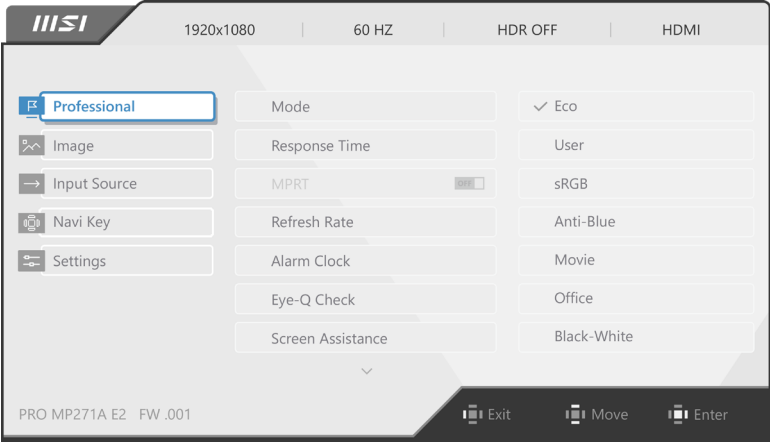 msi 1920x1080 60 HZ HDR OFF HDMI
Professional Mode Eco
Image Response Time User
Input Source MPRT OFF sRGB
Navi Key Refresh Rate Anti-Blue
Settings Alarm Clock Movie
Eye-Q Check Office
Screen Assistance Black-White
PRO MP271A E2 FW .001 Exit Move Enter